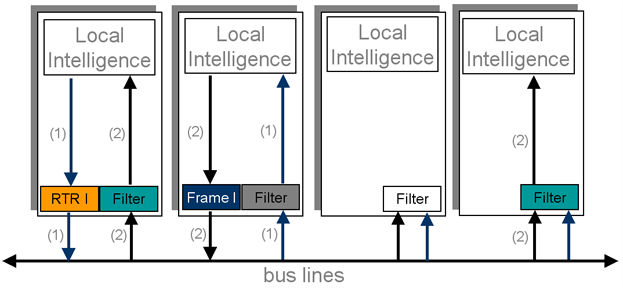 Local Intelligence
Local Intelligence
Local Intelligence
Local Intelligence
(1)
(2)
(2)
(1)
(2)
RTR I
Filter
Frame I
Filter
Filter
Filter
(1)
(2)
(2)
(1)
(2)
bus lines